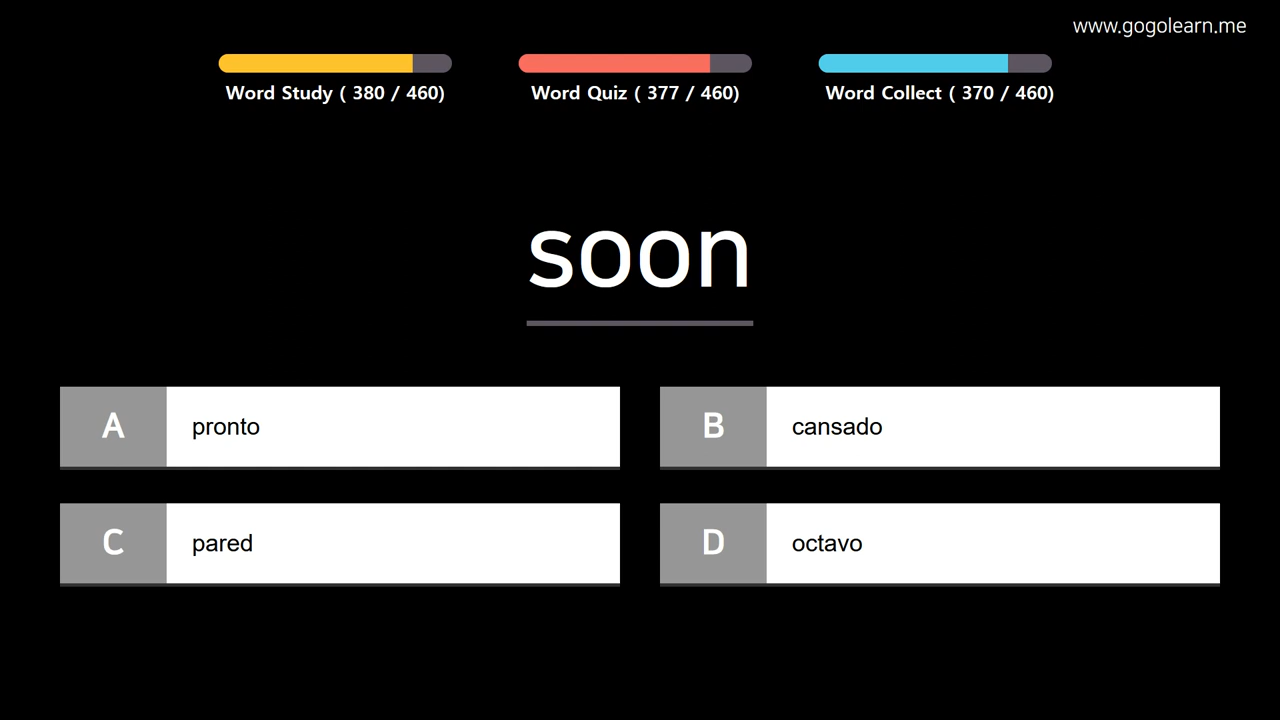 www.gogolearn.me
Word Study ( 380 / 460)
Word Quiz ( 377 / 460)
Word Collect ( 370 / 460)
soon
A pronto
B cansado
C pared
D octavo